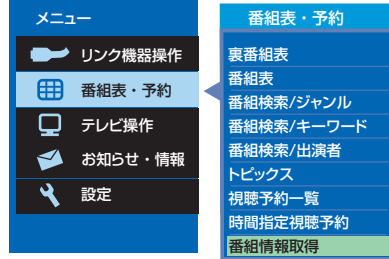 メニュー
リンク機器操作
番組表・予約
テレビ操作
お知らせ・情報
設定
番組表・予約
裏番組表
番組表
番組検索/ジャンル
番組検索/キーワード
番組検索/出演者
トピックス
視聴予約一覧
時間指定視聴予約
番組情報取得